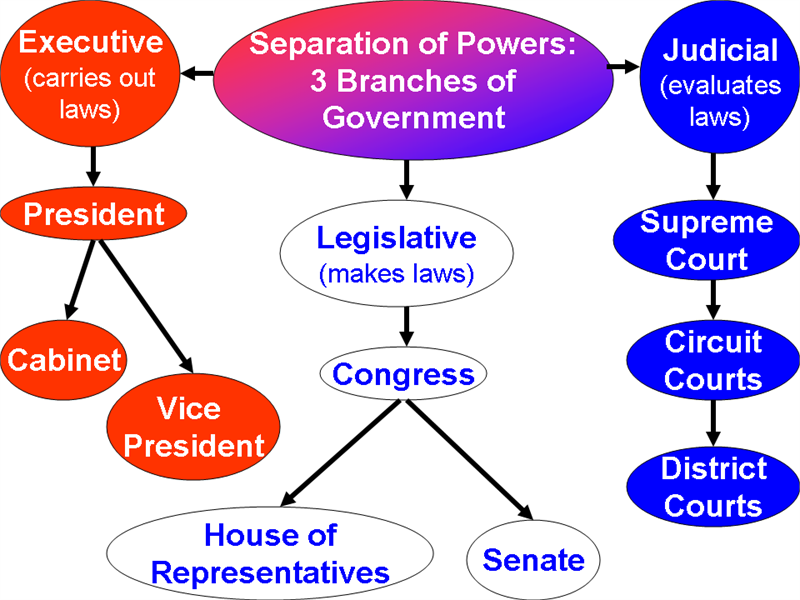 Executive
(carries out
laws)
Separation of Powers:
3 Branches of
Government
Judicial
(evaluates
laws)
President
Legislative
(makes laws)
Supreme
Court
Cabinet
Vice
President
Congress
Circuit
Courts
House of
Representatives
Senate
District
Courts